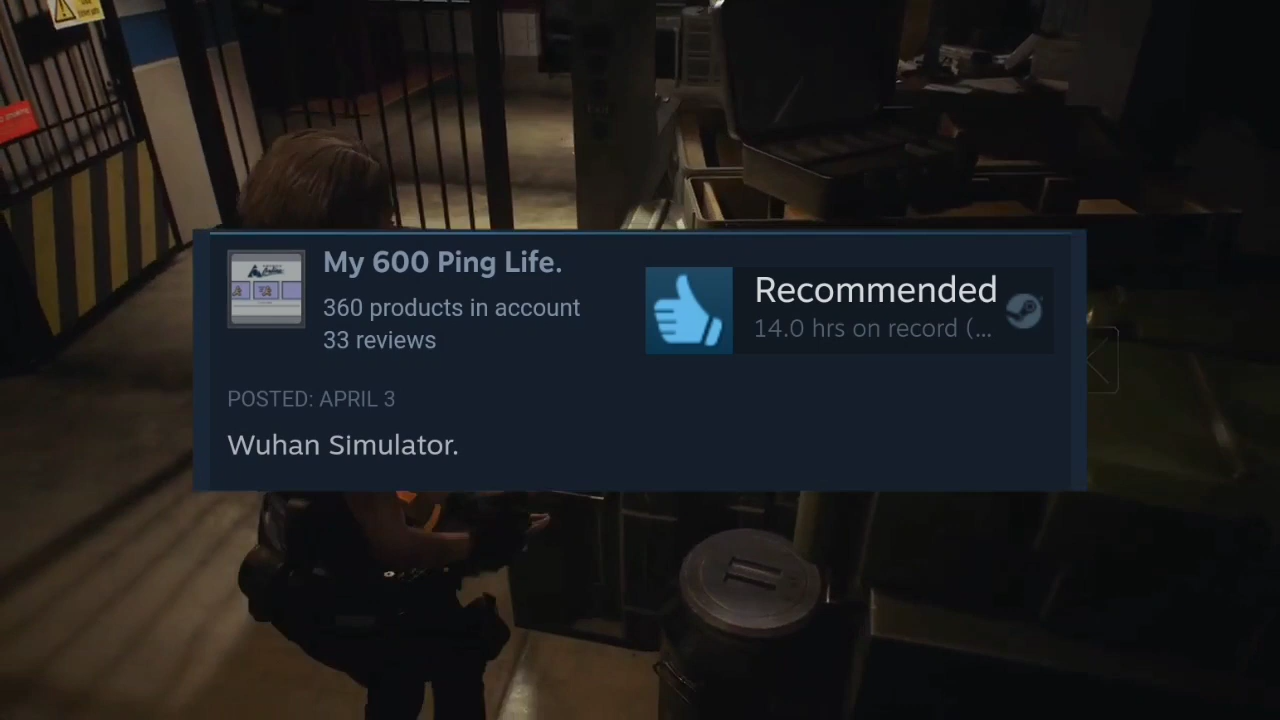 My 600 Ping Life.
360 products in account
33 reviews
Recommended
14.0 hrs on record (...
POSTED: APRIL 3
Wuhan Simulator.